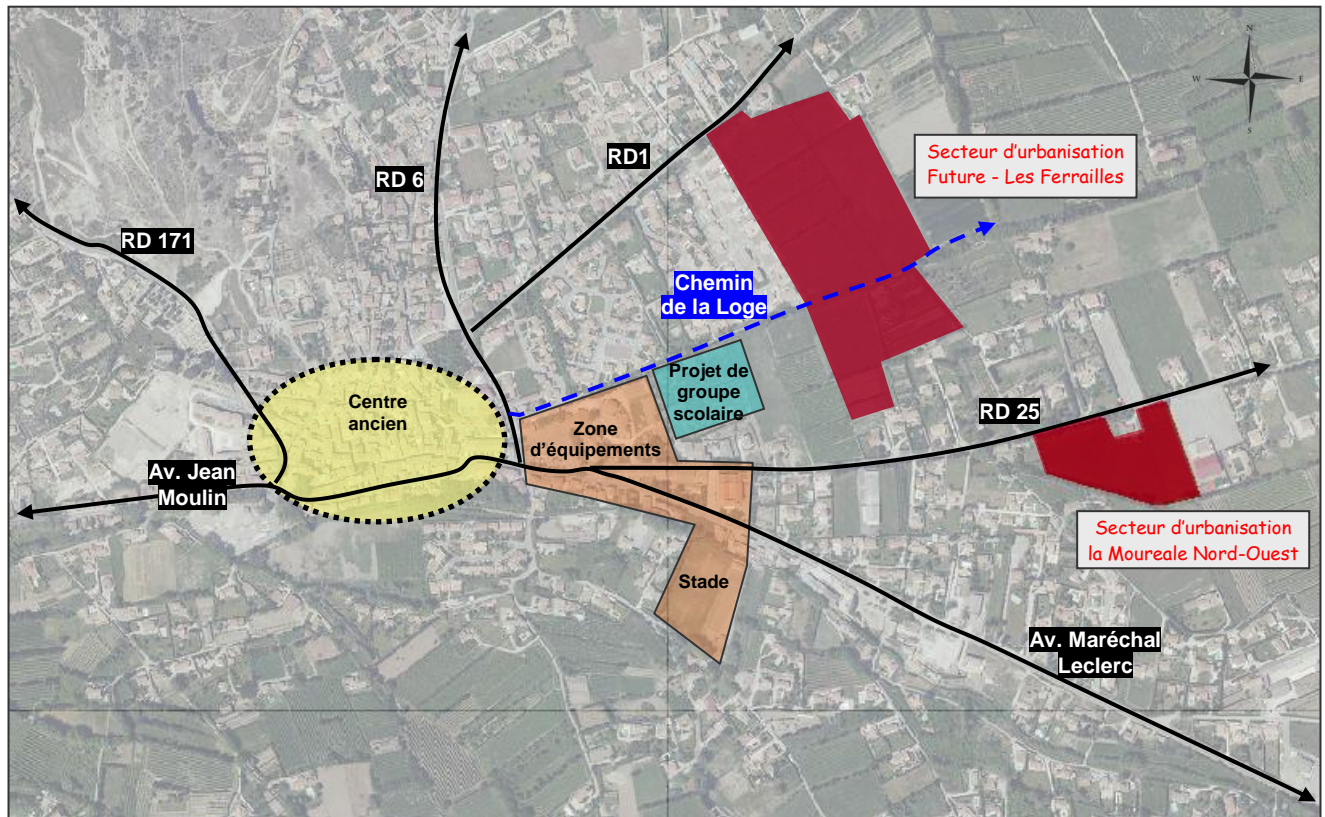 N
W
E
S
Secteur d'urbanisation
Future - Les Ferrailles
RD1
RD 6
RD 171
Chemin
de la Loge
Projet de
groupe
scolaire
Centre
ancien
Zone
d'équipements
RD 25
Av. Jean
Moulin
Secteur d'urbanisation
la Moureale Nord-Ouest
Stade
Av. Maréchal
Leclerc